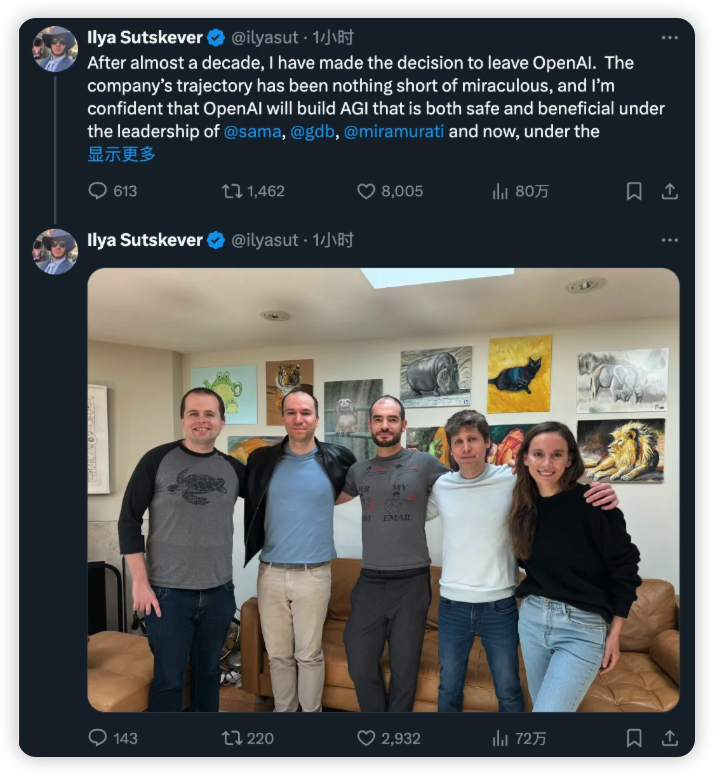 Ilya Sutskever @ilyasut · 1小时
After almost a decade, I have made the decision to leave OpenAI.  The
company’s trajectory has been nothing short of miraculous, and I’m
confident that OpenAI will build AGI that is both safe and beneficial under
the leadership of @sama, @gdb, @miramurati and now, under the
显示更多
613 1,462 8,005 80万
Ilya Sutskever @ilyasut · 1小时
MY
EMAIL
143 220 2,932 72万